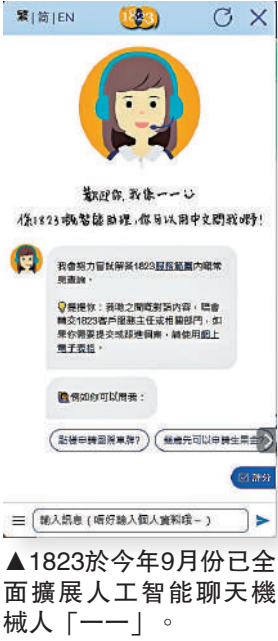 繁|简|EN
1823
歡迎你, 我係一一
係1823嘅智能助理, 你可以用中文問我嘢!
我會努力嘗試解答1823服務範圍內嘅常
見查詢。
提提你：我哋之間嘅對話內容，唔會
轉交1823客戶服務主任或相關部門，如
果你需要提交或跟進個案，請使用網上
電子表格。
例如你可以問我：
點樣申請國際車牌?
幾歲先可以申請生果金?
評分
輸入訊息（唔好輸入個人資料哦~）
▲1823於今年9月份已全
面擴展人工智能聊天機
械人「一一」。